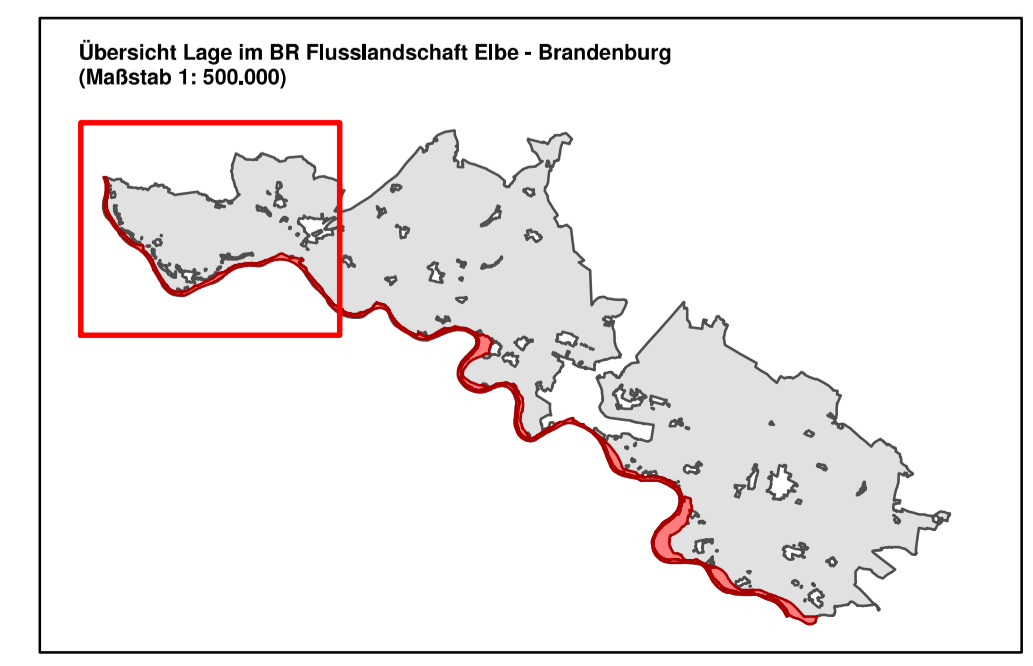 Übersicht Lage im BR Flusslandschaft Elbe - Brandenburg
(Maßstab 1: 500.000)